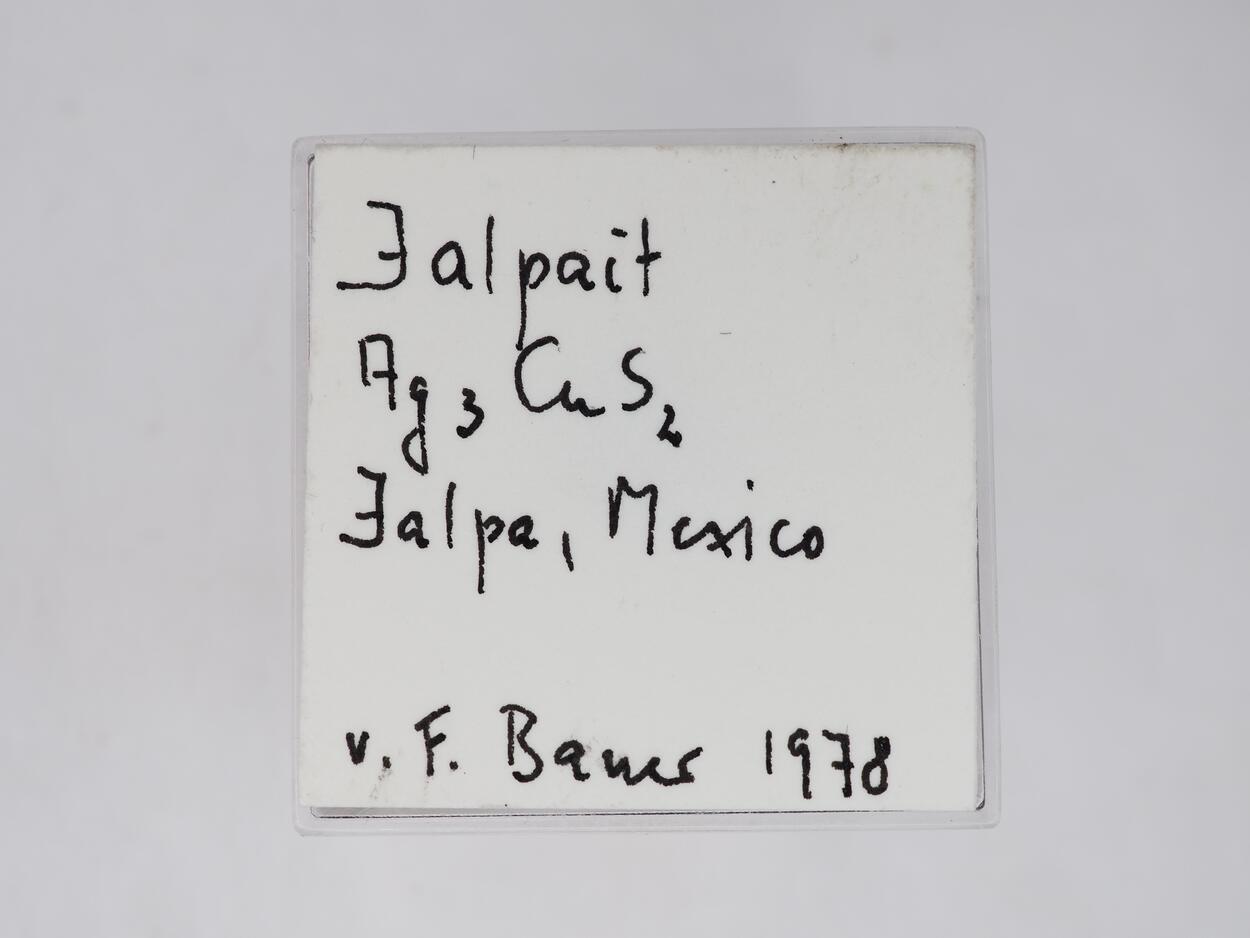 Jalpait
Ag₃CuS₂
Jalpa, Mexico
v. F. Bauer 1978